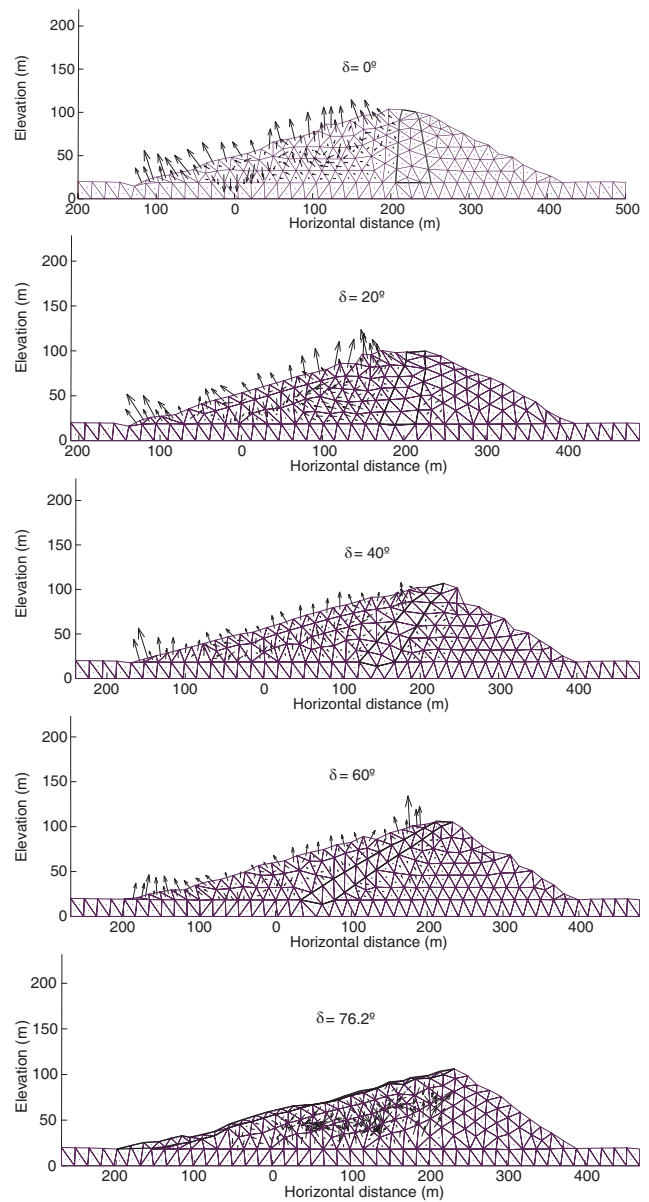 200
150
δ= 0º
Elevation (m)
100
50
0
200 100 0 100 200 300 400 500
Horizontal distance (m)
200
150
δ= 20º
Elevation (m)
100
50
0
200 100 0 100 200 300 400
Horizontal distance (m)
200
150
δ= 40º
Elevation (m)
100
50
0
200 100 0 100 200 300 400
Horizontal distance (m)
200
150
δ= 60º
Elevation (m)
100
50
0
200 100 0 100 200 300 400
Horizontal distance (m)
200
150
δ= 76.2º
Elevation (m)
100
50
0
200 100 0 100 200 300 400
Horizontal distance (m)